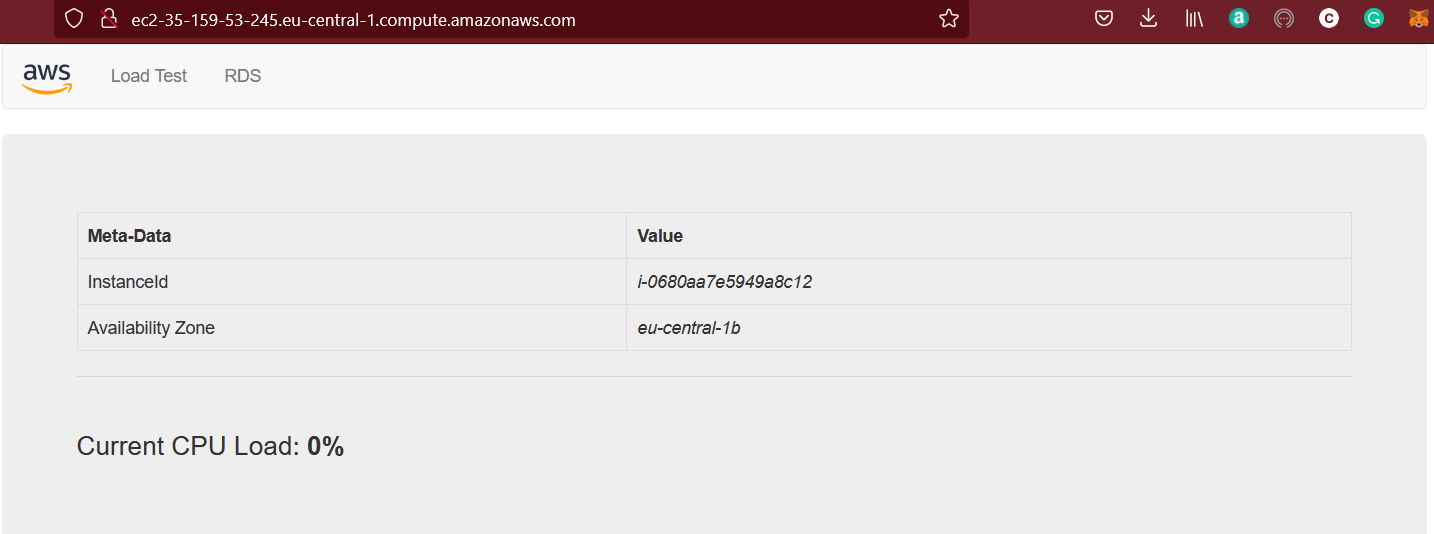 ec2-35-159-53-245.eu-central-1.compute.amazonaws.com
a C G
aws Load Test RDS
Meta-Data Value
InstanceId i-0680aa7e5949a8c12
Availability Zone eu-central-1b
Current CPU Load: 0%